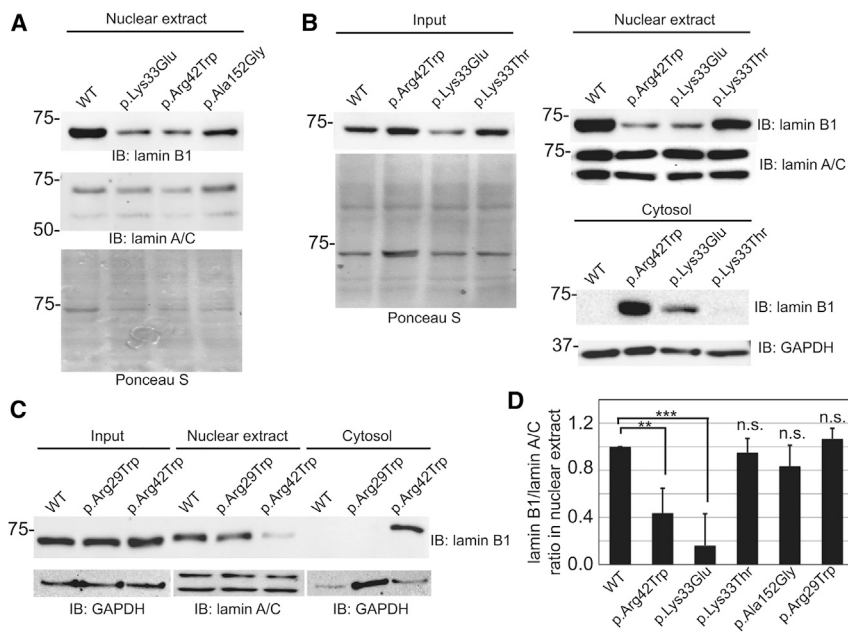 A
Nuclear extract
WT
p.Lys33Glu
p.Arg42Trp
p.Ala152Gly
75-
IB: lamin B1
75-
50-
IB: lamin A/C
75-
Ponceau S
B
Input
WT
p.Arg42Trp
p.Lys33Glu
p.Lys33Thr
75-
75-
Ponceau S
Nuclear extract
WT
p.Arg42Trp
p.Lys33Glu
p.Lys33Thr
75-
IB: lamin B1
75-
IB: lamin A/C
Cytosol
WT
p.Arg42Trp
p.Lys33Glu
p.Lys33Thr
75-
IB: lamin B1
37-
IB: GAPDH
C
Input
Nuclear extract
Cytosol
WT
p.Arg29Trp
p.Arg42Trp
WT
p.Arg29Trp
p.Arg42Trp
WT
p.Arg29Trp
p.Arg42Trp
75-
IB: lamin B1
IB: GAPDH
IB: lamin A/C
IB: GAPDH
D
lamin B1/lamin A/C
ratio in nuclear extract
1.2
1.0
0.8
0.4
0.0
***
**
n.s.
n.s.
n.s.
WT
p.Arg42Trp
p.Lys33Glu
p.Lys33Thr
p.Ala152Gly
p.Arg29Trp